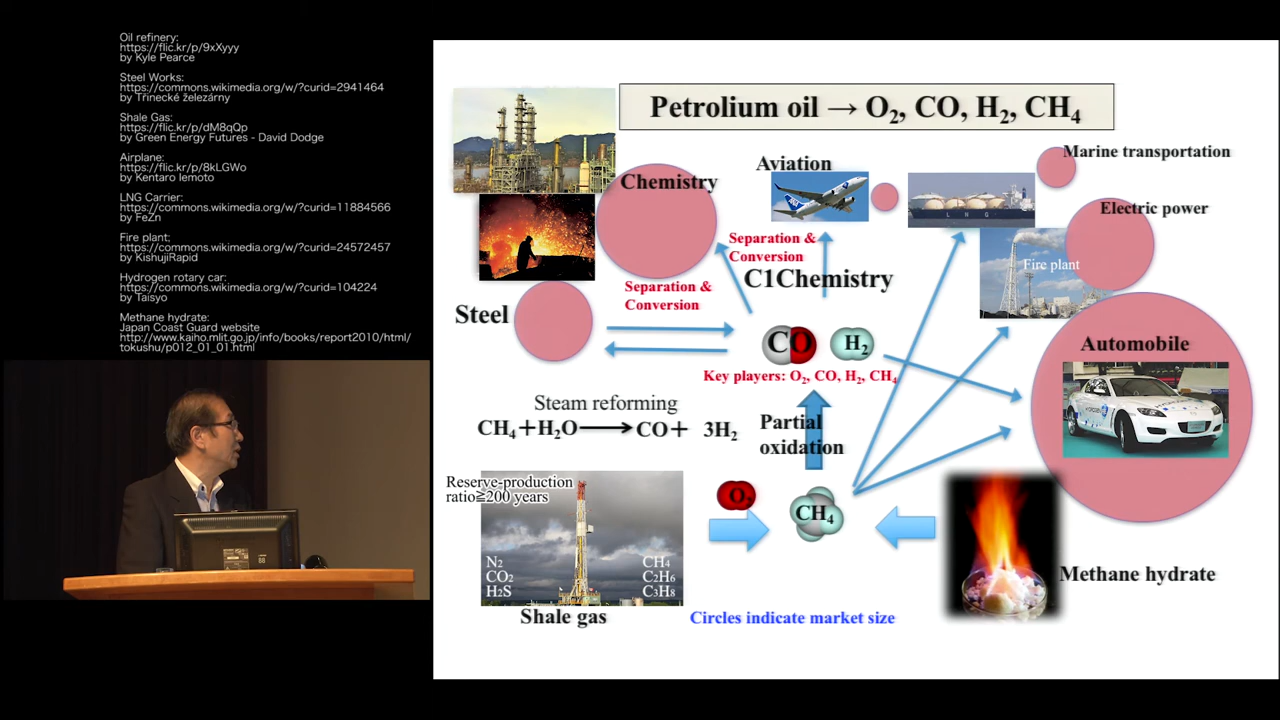 Oil refinery:
https://flic.kr/p/9xXyyy
by Kyle Pearce
Steel Works:
https://commons.wikimedia.org/w/?curid=2941464
by Třinecké železárny
Shale Gas:
https://flic.kr/p/dM8qQp
by Green Energy Futures - David Dodge
Airplane:
https://flic.kr/p/8kLGWo
by Kentaro Iemoto
LNG Carrier:
https://commons.wikimedia.org/w/?curid=11884566
by FeZn
Fire plant:
https://commons.wikimedia.org/w/?curid=24572457
by KishujiRapid
Hydrogen rotary car:
https://commons.wikimedia.org/w/?curid=104224
by Taisyo
Methane hydrate:
Japan Coast Guard website
http://www.kaiho.mlit.go.jp/info/books/report2010/html/
tokushu/p012_01_01.html
Petrolium oil → O₂, CO, H₂, CH₄
Chemistry
Aviation
Marine transportation
ANA
L N G
Electric power
Fire plant
Separation &
Conversion
C1Chemistry
Separation &
Conversion
Steel
Automobile
CO
H₂
Key players: O₂, CO, H₂, CH₄
Steam reforming
CH₄+H₂O→CO+ 3H₂
Partial
oxidation
Reserve-production
ratio≧200 years
O₂
CH₄
N₂
CO₂
H₂S
CH₄
C₂H₆
C₃H₈
Shale gas
Methane hydrate
Circles indicate market size